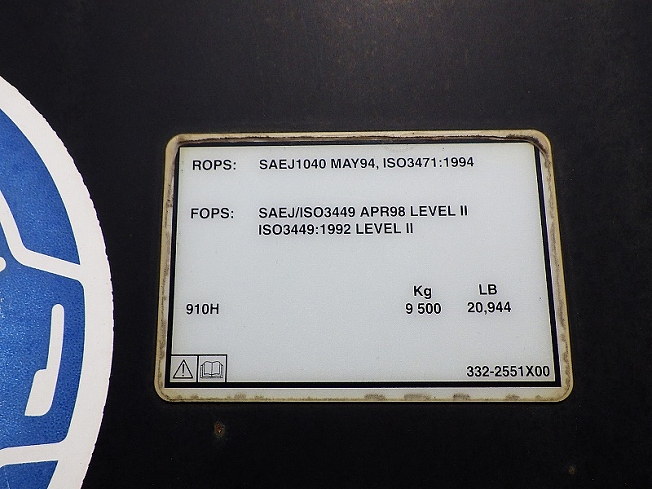 ROPS: SAEJ1040 MAY94, ISO3471:1994
FOPS: SAEJ/ISO3449 APR98 LEVEL II
ISO3449:1992 LEVEL II
Kg LB
910H 9 500 20,944
332-2551X00